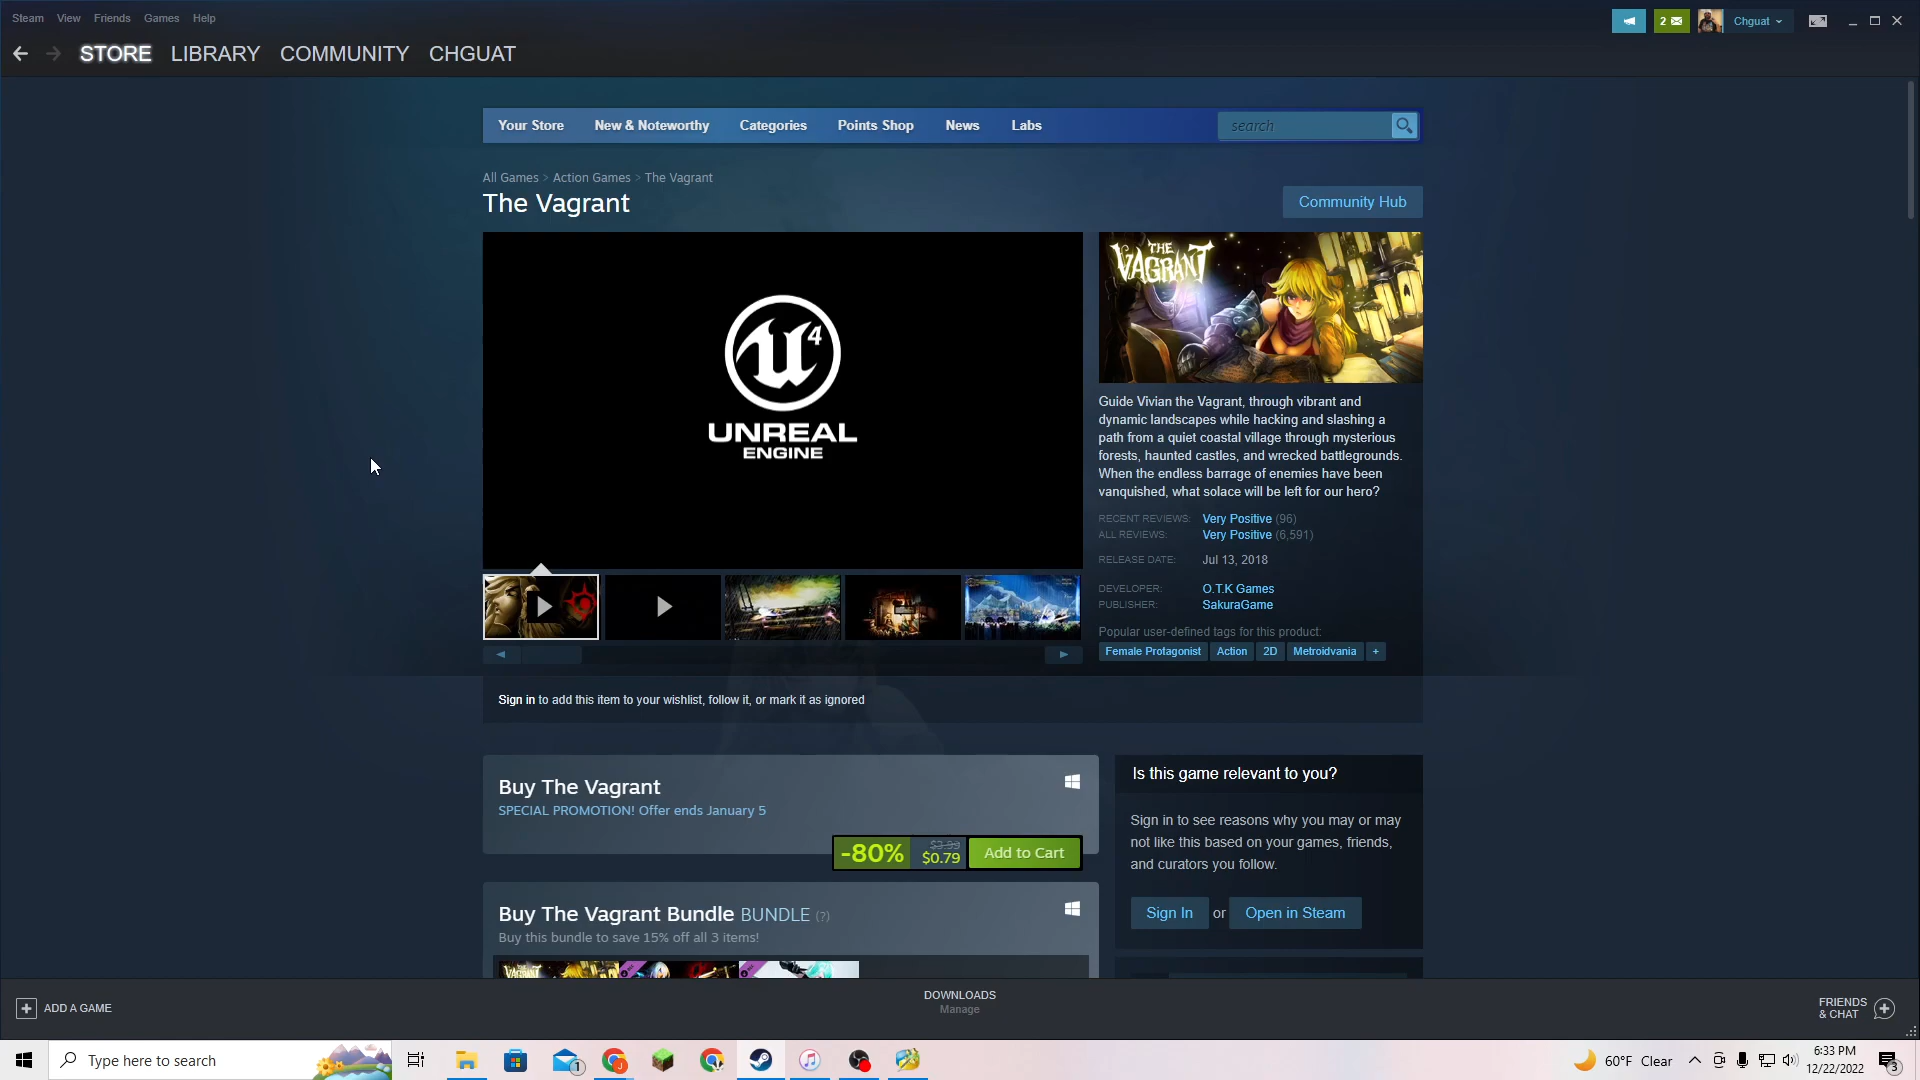 Steam View Friends Games Help
2
Chguat
STORE LIBRARY COMMUNITY CHGUAT
Your Store New & Noteworthy Categories Points Shop News Labs
search
All Games > Action Games > The Vagrant
The Vagrant
Community Hub
4
UNREAL
ENGINE
THE
VAGRANT
Guide Vivian the Vagrant, through vibrant and
dynamic landscapes while hacking and slashing a
path from a quiet coastal village through mysterious
forests, haunted castles, and wrecked battlegrounds.
When the endless barrage of enemies have been
vanquished, what solace will be left for our hero?
RECENT REVIEWS: Very Positive (96)
ALL REVIEWS: Very Positive (6,591)
RELEASE DATE: Jul 13, 2018
DEVELOPER: O.T.K Games
PUBLISHER: SakuraGame
Popular user-defined tags for this product:
Female Protagonist Action 2D Metroidvania +
Sign in to add this item to your wishlist, follow it, or mark it as ignored
Buy The Vagrant
SPECIAL PROMOTION! Offer ends January 5
-80% $3.99 $0.79 Add to Cart
Is this game relevant to you?
Sign in to see reasons why you may or may
not like this based on your games, friends,
and curators you follow.
Sign In or Open in Steam
Buy The Vagrant Bundle BUNDLE (?)
Buy this bundle to save 15% off all 3 items!
VAGRANT
ADD A GAME
DOWNLOADS
Manage
FRIENDS
& CHAT
Type here to search
1
60°F Clear
6:33 PM
12/22/2022
3